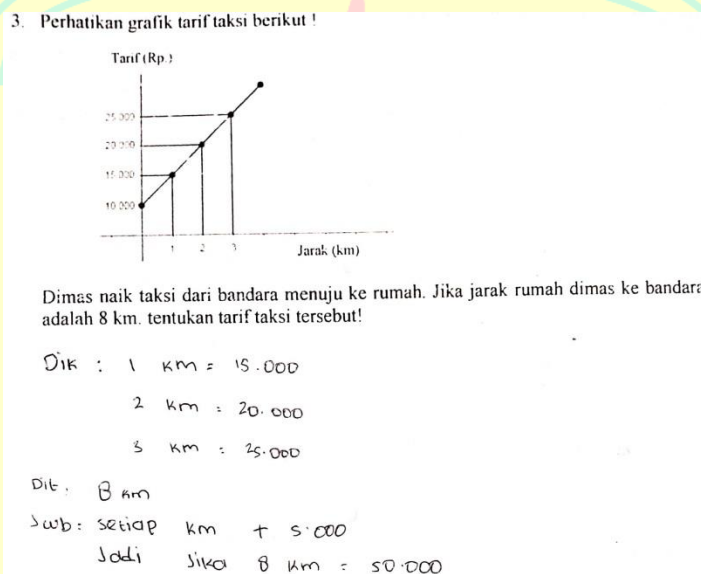 3. Perhatikan grafik tarif taksi berikut !
Tarif (Rp.)
25.000
20.000
15.000
10.000
1 2 3
Jarak (km)
Dimas naik taksi dari bandara menuju ke rumah. Jika jarak rumah dimas ke bandara
adalah 8 km. tentukan tarif taksi tersebut!
Dik : 1 km = 15.000
2 km : 20.000
3 km : 25.000
Dit : 8 km
Jwb : setiap km + 5.000
Jadi Jika 8 km = 50.000